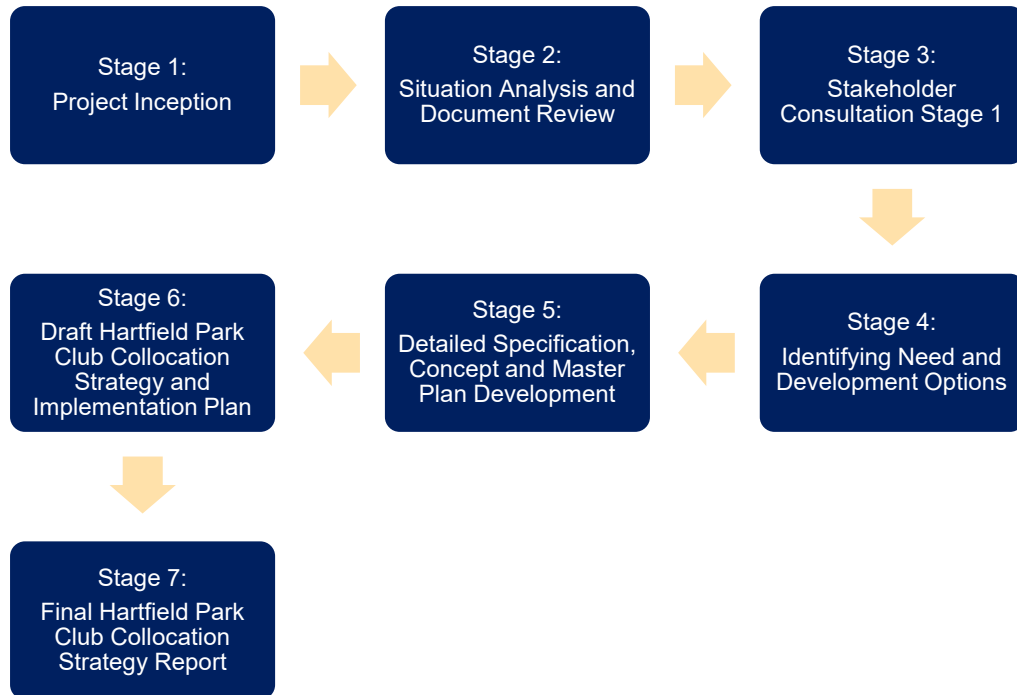 Stage 1:
Project Inception
Stage 2:
Situation Analysis and
Document Review
Stage 3:
Stakeholder
Consultation Stage 1
Stage 4:
Identifying Need and
Development Options
Stage 5:
Detailed Specification,
Concept and Master
Plan Development
Stage 6:
Draft Hartfield Park
Club Collocation
Strategy and
Implementation Plan
Stage 7:
Final Hartfield Park
Club Collocation
Strategy Report